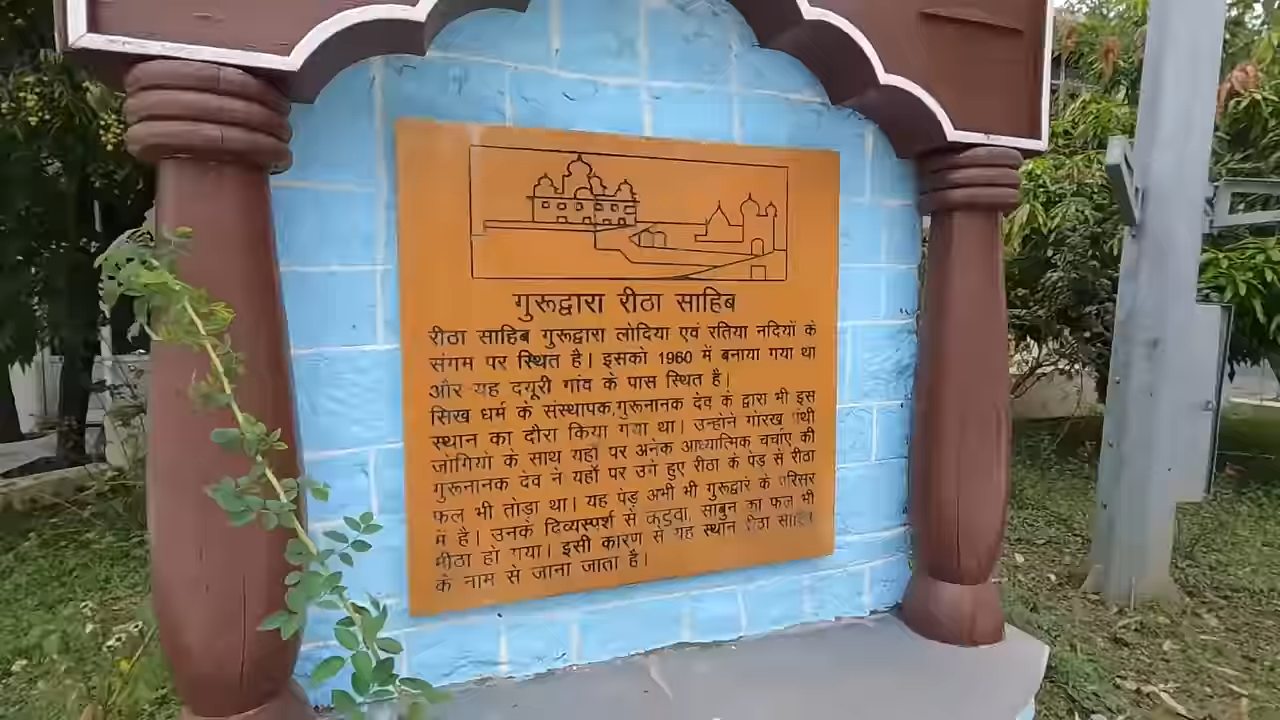 गुरूद्वारा रीठा साहिब
रीठा साहिब गुरूद्वारा लोदिया एवं रतिया नदियों के
संगम पर स्थित है। इसको 1960 में बनाया गया था
और यह दयूरी गांव के पास स्थित है।
सिख धर्म के संस्थापक,गुरूनानक देव के द्वारा भी इस
स्थान का दौरा किया गया था। उन्होंने गोरख पंथी
जोगियों के साथ यहाँ पर अनेक आध्यात्मिक चर्चाएं की
गुरूनानक देव ने यहाँ पर उगे हुए रीठा के पेड़ से रीठा
फल भी तोड़ा था। यह पेड़ अभी भी गुरूद्वारे के परिसर
में है। उनके दिव्यस्पर्श से कड़वा, साबुन का फल भी
मीठा हो गया। इसी कारण से यह स्थान रीठा साहिब
के नाम से जाना जाता है।